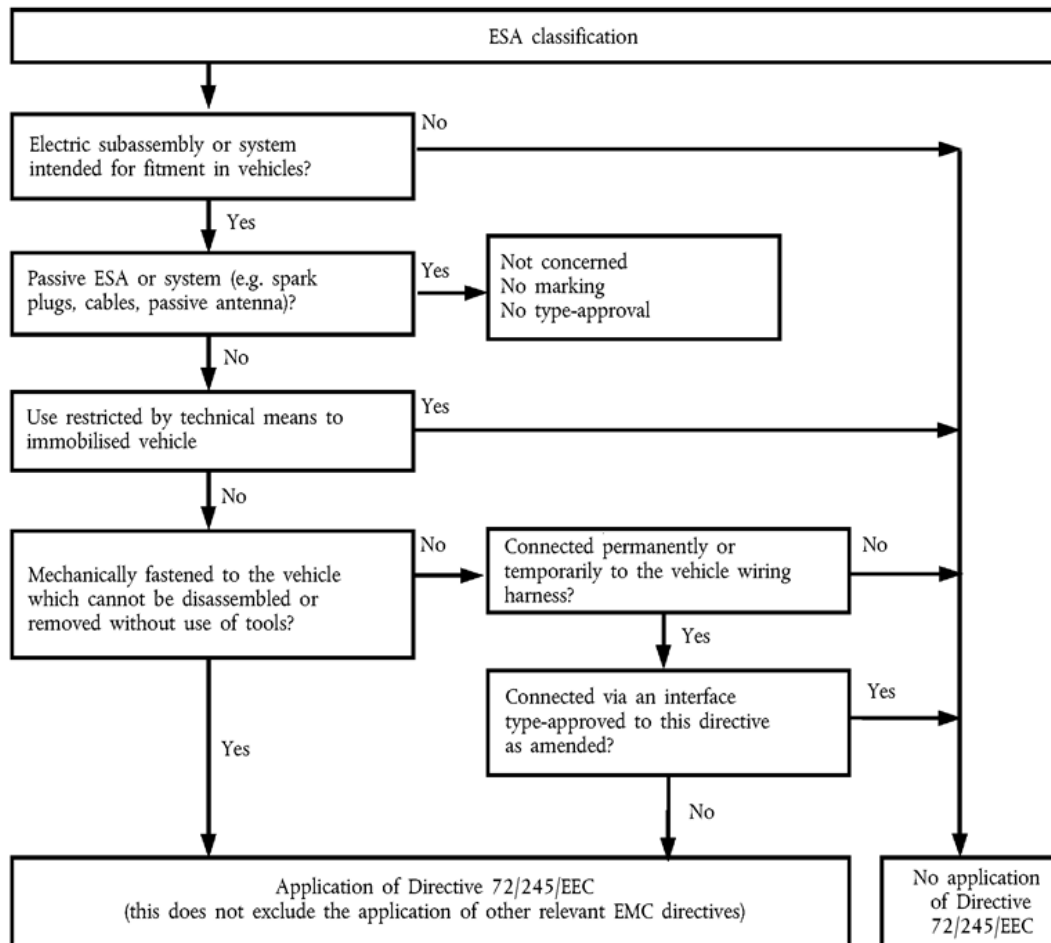 ESA classification
No
Electric subassembly or system
intended for fitment in vehicles?
Yes
Passive ESA or system (e.g. spark
plugs, cables, passive antenna)?
Yes
Not concerned
No marking
No type-approval
No
Use restricted by technical means to
immobilised vehicle
Yes
No
Mechanically fastened to the vehicle
which cannot be disassembled or
removed without use of tools?
No
Connected permanently or
temporarily to the vehicle wiring
harness?
No
Yes
Connected via an interface
type-approved to this directive
as amended?
Yes
Yes
No
Application of Directive 72/245/EEC
(this does not exclude the application of other relevant EMC directives)
No application
of Directive
72/245/EEC